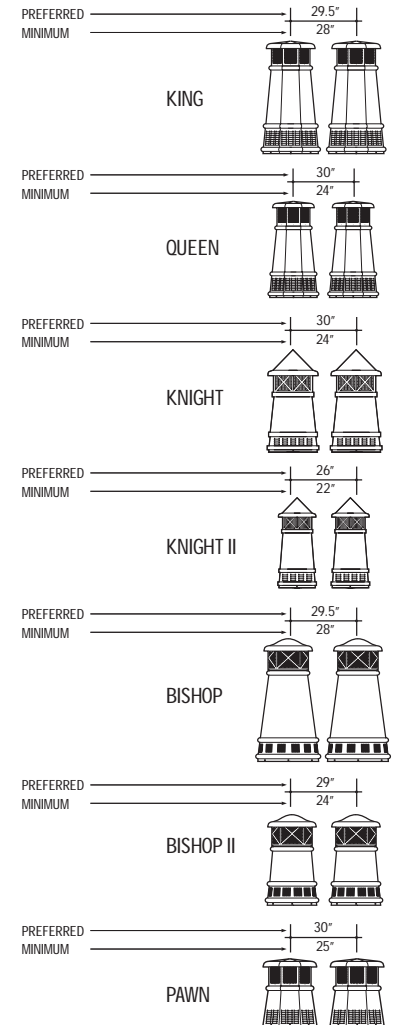 PREFERRED 29.5"
MINIMUM 28"
KING
PREFERRED 30"
MINIMUM 24"
QUEEN
PREFERRED 30"
MINIMUM 24"
KNIGHT
PREFERRED 26"
MINIMUM 22"
KNIGHT II
PREFERRED 29.5"
MINIMUM 28"
BISHOP
PREFERRED 29"
MINIMUM 24"
BISHOP II
PREFERRED 30"
MINIMUM 25"
PAWN